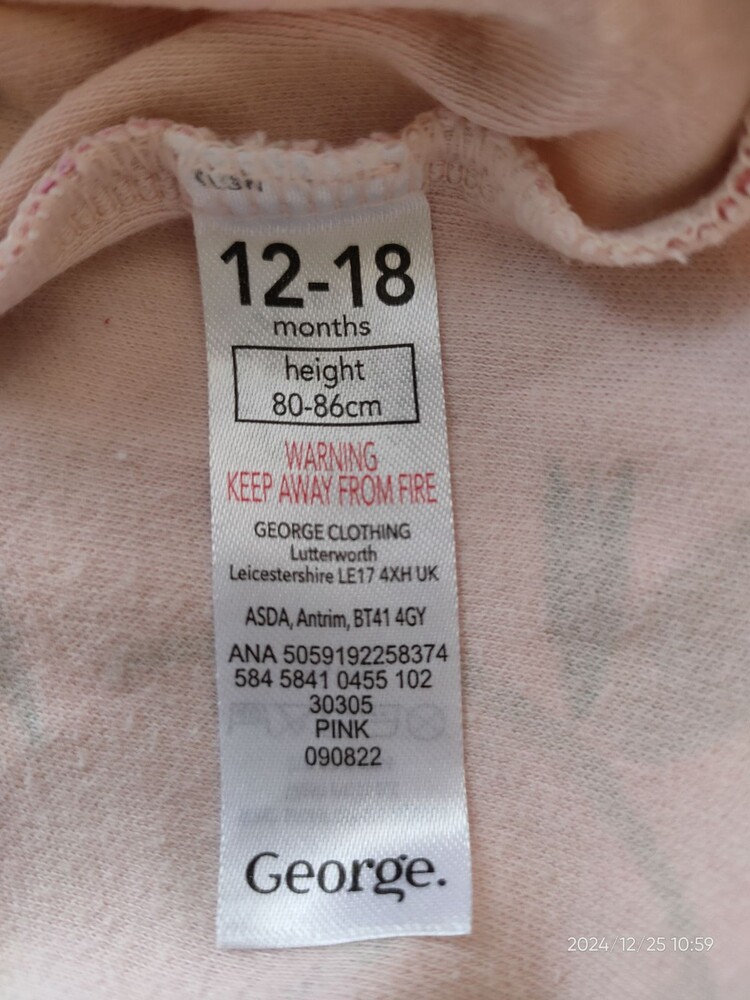 12-18
months
height
80-86cm
WARNING
KEEP AWAY FROM FIRE
GEORGE CLOTHING
Lutterworth
Leicestershire LE17 4XH UK
ASDA, Antrim, BT41 4GY
ANA 5059192258374
584 5841 0455 102
30305
PINK
090822
George.
2024/12/25 10:59